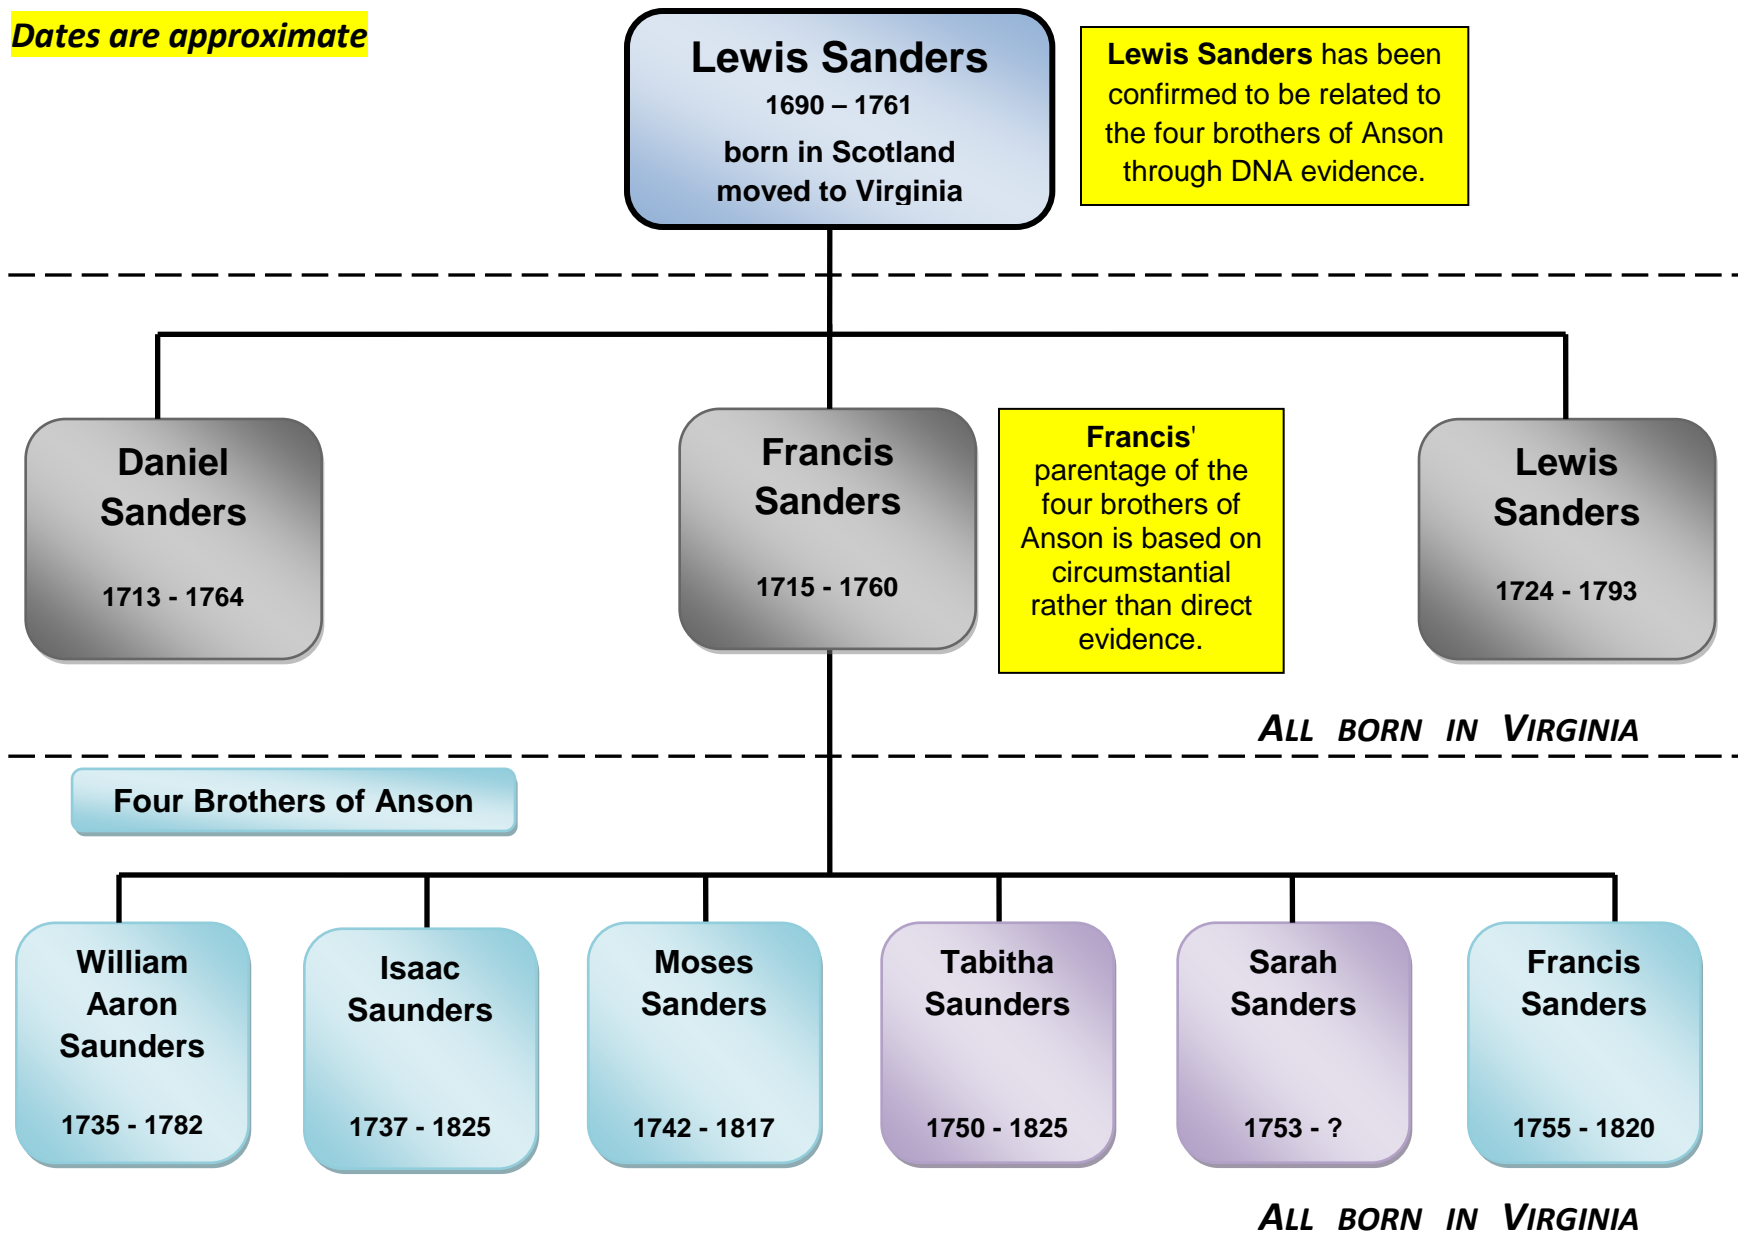 Dates are approximate
Lewis Sanders
1690 – 1761
born in Scotland
moved to Virginia
Lewis Sanders has been
confirmed to be related to
the four brothers of Anson
through DNA evidence.
Daniel
Sanders
1713 - 1764
Francis
Sanders
1715 - 1760
Francis'
parentage of the
four brothers of
Anson is based on
circumstantial
rather than direct
evidence.
Lewis
Sanders
1724 - 1793
ALL BORN IN VIRGINIA
Four Brothers of Anson
William
Aaron
Saunders
1735 - 1782
Isaac
Saunders
1737 - 1825
Moses
Sanders
1742 - 1817
Tabitha
Saunders
1750 - 1825
Sarah
Sanders
1753 - ?
Francis
Sanders
1755 - 1820
ALL BORN IN VIRGINIA